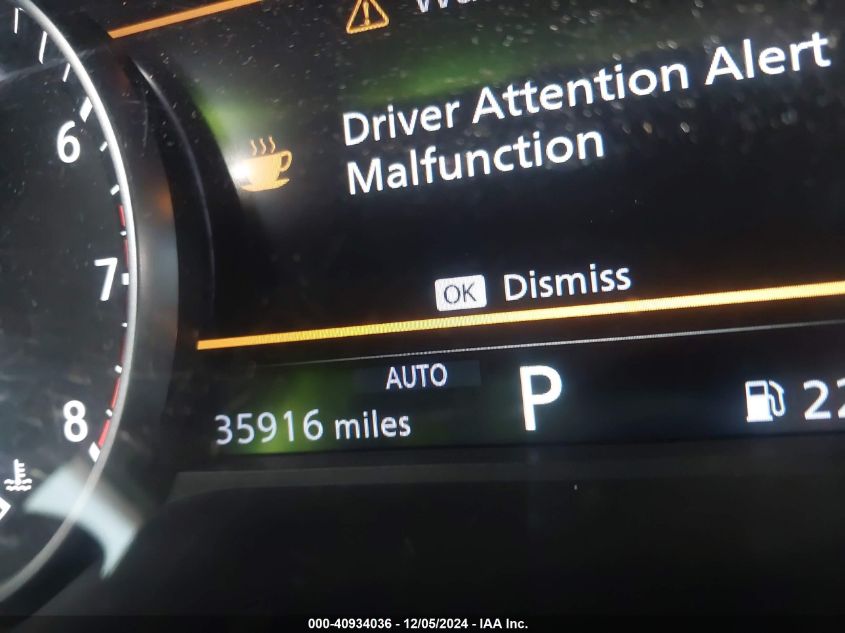 Driver Attention Alert
Malfunction
6
7
OK Dismiss
AUTO
P
8
35916 miles
000-40934036 - 12/05/2024 - IAA Inc.